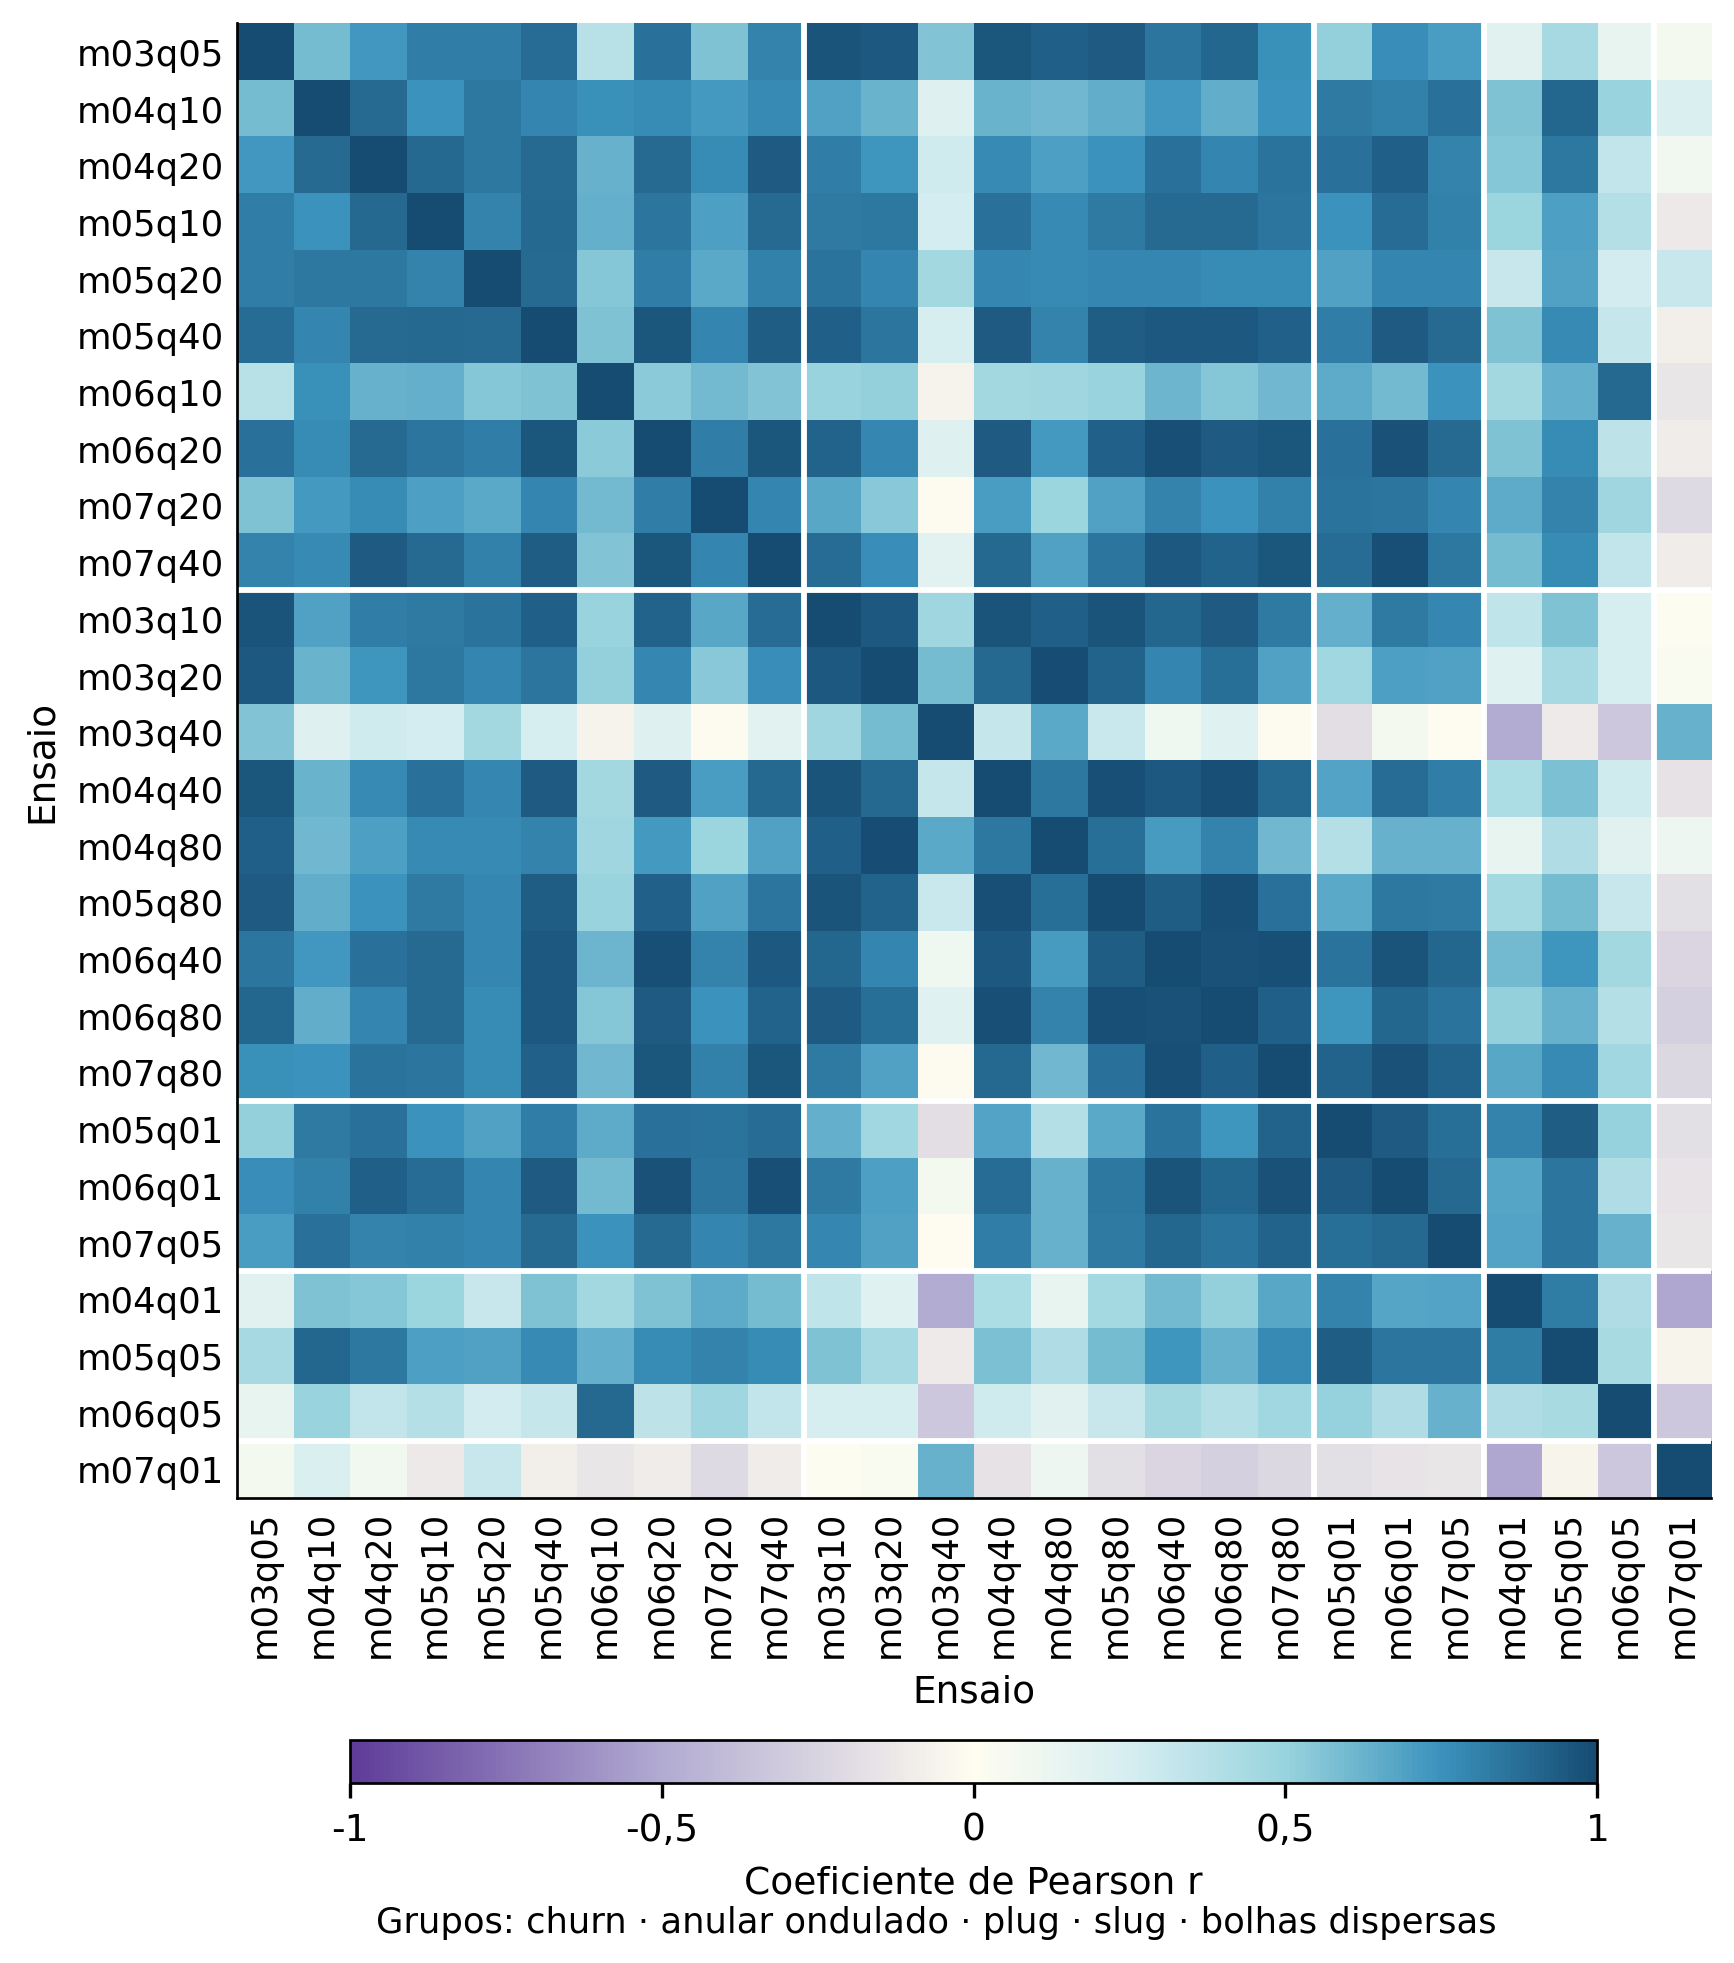 m03q05
m04q10
m04q20
m05q10
m05q20
m05q40
m06q10
m06q20
m07q20
m07q40
m03q10
m03q20
m03q40
m04q40
m04q80
m05q80
m06q40
m06q80
m07q80
m05q01
m06q01
m07q05
m04q01
m05q05
m06q05
m07q01
Ensaio
m03q05 m04q10 m04q20 m05q10 m05q20 m05q40 m06q10 m06q20 m07q20 m07q40 m03q10 m03q20 m03q40 m04q40 m04q80 m05q80 m06q40 m06q80 m07q80 m05q01 m06q01 m07q05 m04q01 m05q05 m06q05 m07q01
Ensaio
-1 -0,5 0 0,5 1
Coeficiente de Pearson r
Grupos: churn · anular ondulado · plug · slug · bolhas dispersas